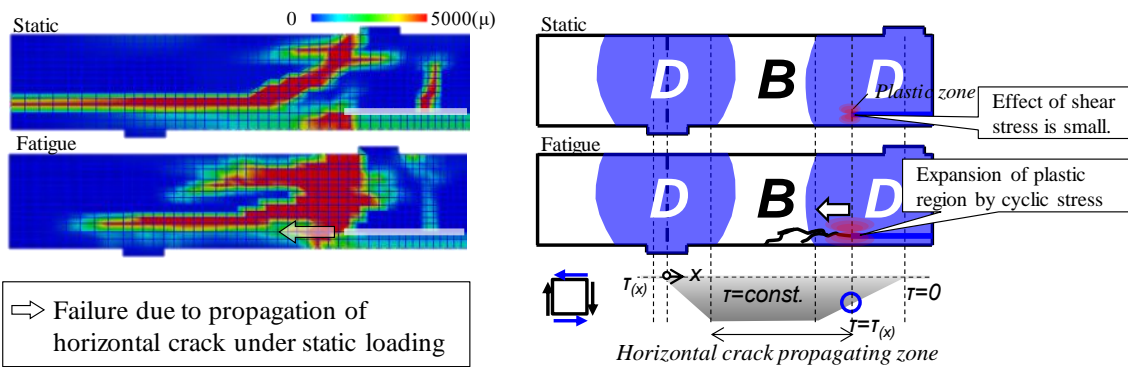 0
5000(μ)
Static
Fatigue
Failure due to propagation of
horizontal crack under static loading
Static
D
B
D
Plastic zone
Effect of shear
stress is small.
Fatigue
D
B
D
Expansion of plastic
region by cyclic stress
τ(x)
x
τ=const.
τ=0
τ=τ(x)
Horizontal crack propagating zone